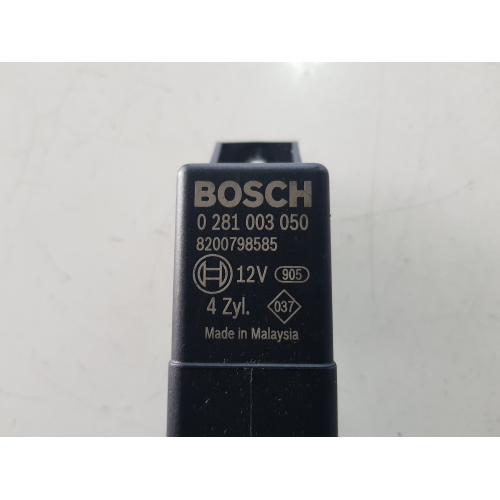 BOSCH
0 281 003 050
8200798585
12V 905
4 Zyl. 037
Made in Malaysia